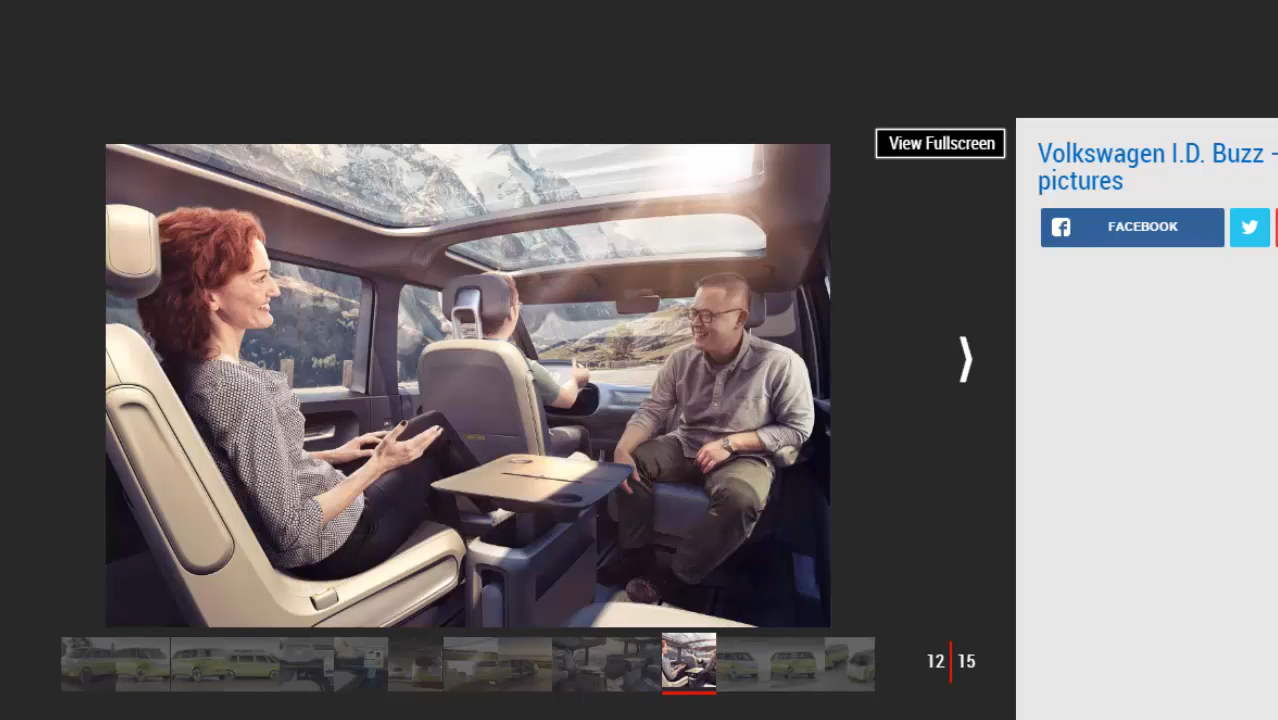 View Fullscreen
Volkswagen I.D. Buzz -
pictures
FACEBOOK
12 15